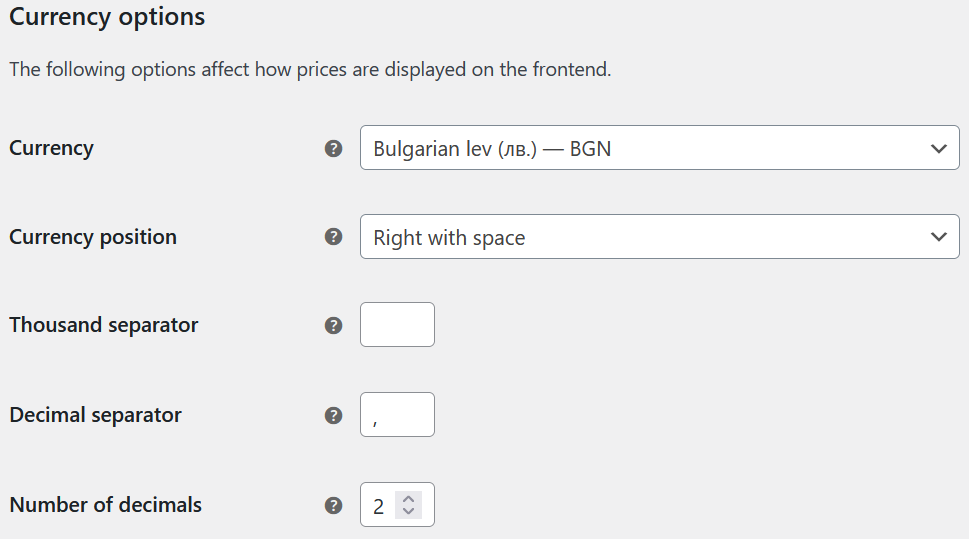 Currency options
The following options affect how prices are displayed on the frontend.
Currency ? Bulgarian lev (лв.) — BGN
Currency position ? Right with space
Thousand separator ?
Decimal separator ? ,
Number of decimals ? 2